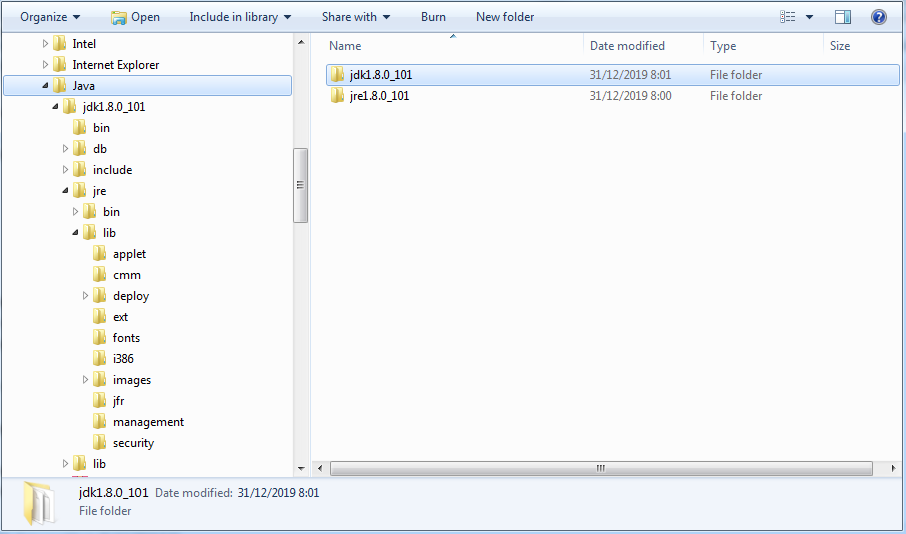 Organize Open Include in library Share with Burn New folder
Intel
Internet Explorer
Java
jdk1.8.0_101
bin
db
include
jre
bin
lib
applet
cmm
deploy
ext
fonts
i386
images
jfr
management
security
lib
Name Date modified Type Size
jdk1.8.0_101 31/12/2019 8:01 File folder
jre1.8.0_101 31/12/2019 8:00 File folder
jdk1.8.0_101 Date modified: 31/12/2019 8:01
File folder